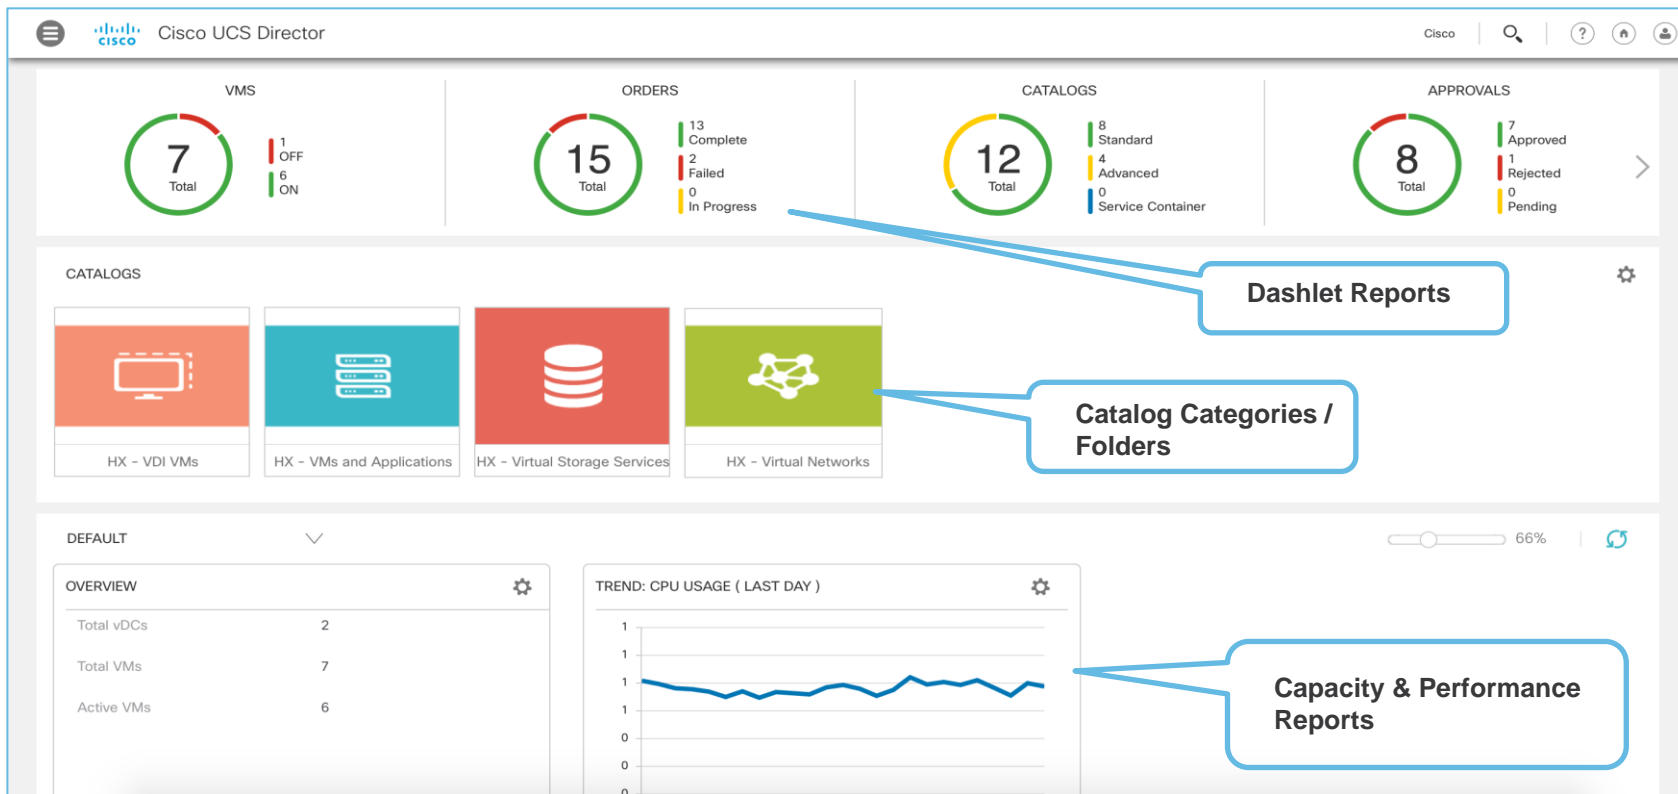 CISCO
Cisco UCS Director
Cisco
?
VMS
7
Total
1
OFF
6
ON
ORDERS
15
Total
13
Complete
2
Failed
0
In Progress
CATALOGS
12
Total
8
Standard
4
Advanced
0
Service Container
APPROVALS
8
Total
7
Approved
1
Rejected
0
Pending
Dashlet Reports
CATALOGS
HX - VDI VMs
HX - VMs and Applications
HX - Virtual Storage Services
HX - Virtual Networks
Catalog Categories /
Folders
DEFAULT
66%
OVERVIEW
Total vDCs 2
Total VMs 7
Active VMs 6
TREND: CPU USAGE ( LAST DAY )
1
1
1
1
0
0
0
Capacity & Performance
Reports